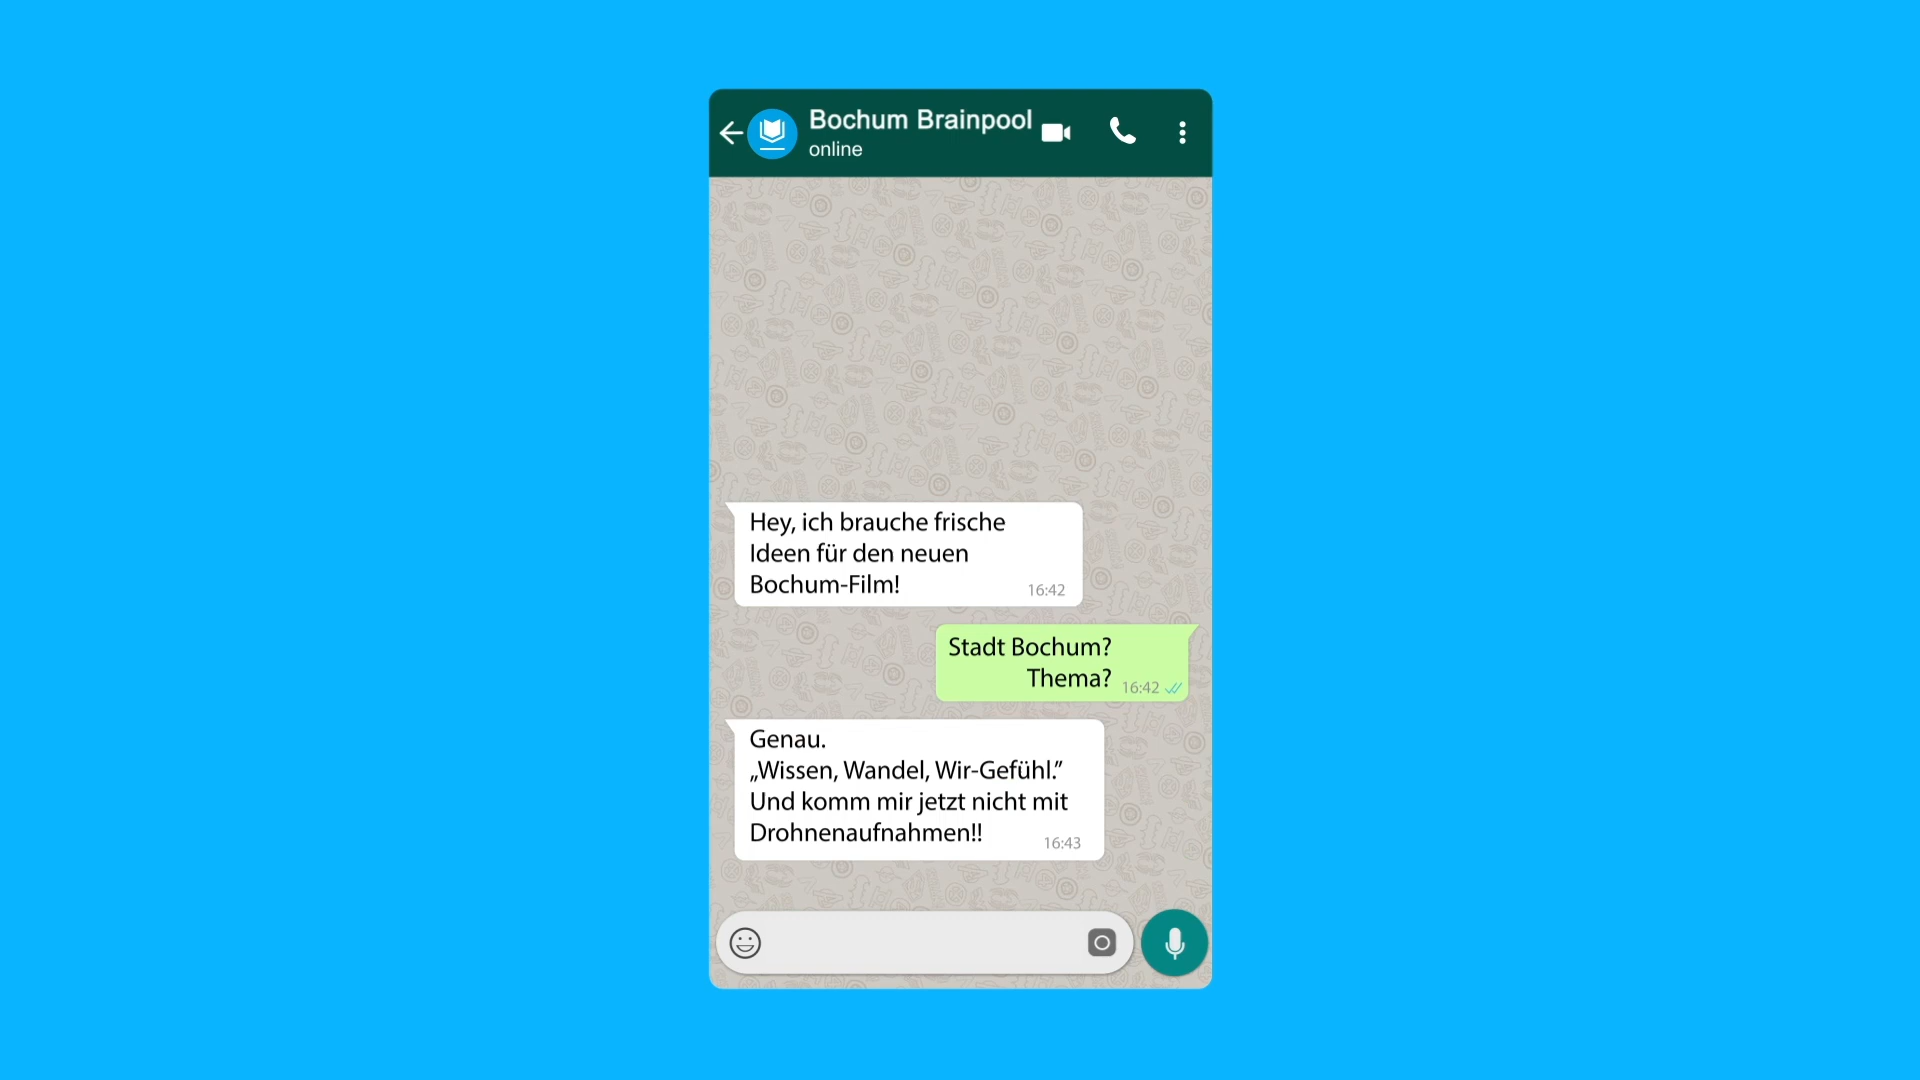 Bochum Brainpool
online
Hey, ich brauche frische
Ideen für den neuen
Bochum-Film!
16:42
Stadt Bochum?
Thema?
16:42
Genau.
„Wissen, Wandel, Wir-Gefühl.”
Und komm mir jetzt nicht mit
Drohnenaufnahmen!!
16:43